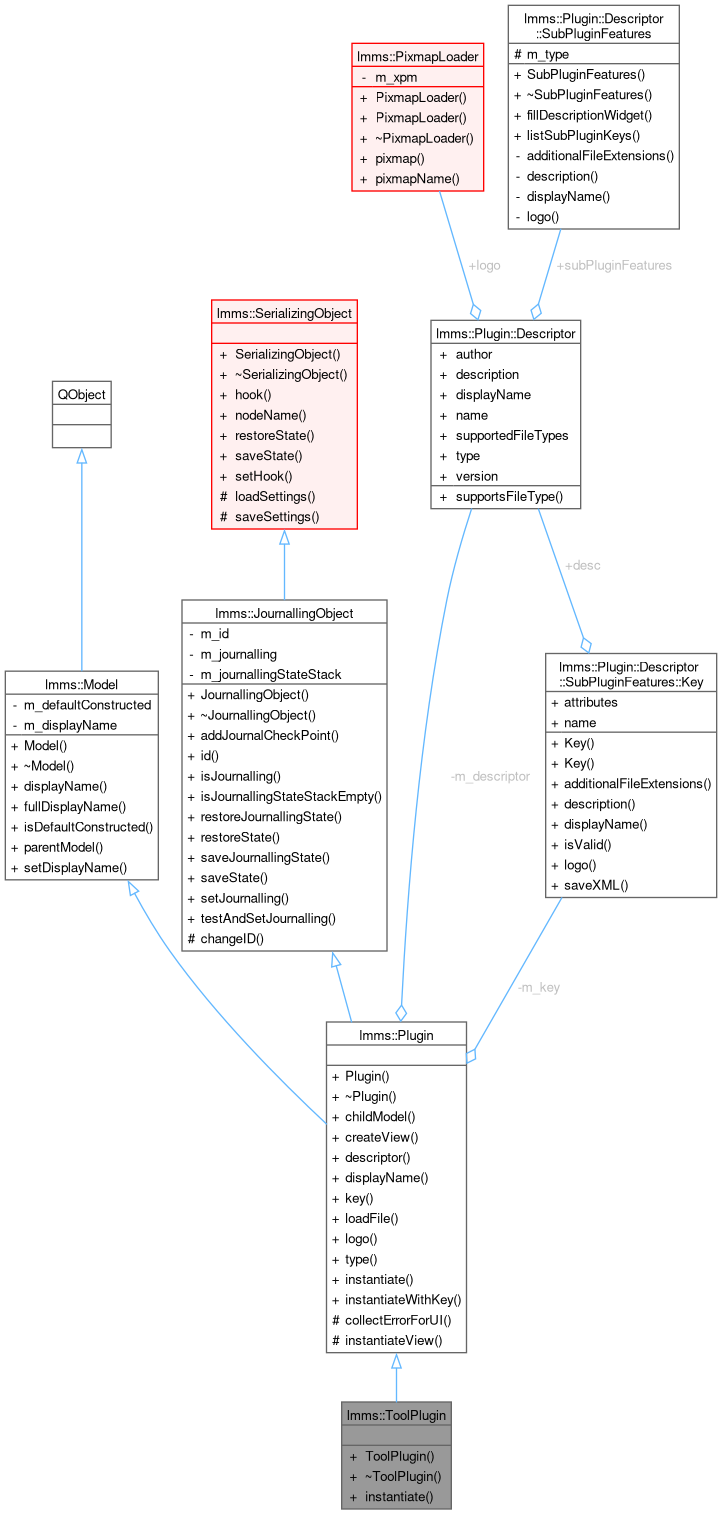 lmms::Plugin::Descriptor
::SubPluginFeatures
# m_type
+ SubPluginFeatures()
+ ~SubPluginFeatures()
+ fillDescriptionWidget()
+ listSubPluginKeys()
- additionalFileExtensions()
- description()
- displayName()
- logo()
lmms::PixmapLoader
- m_xpm
+ PixmapLoader()
+ PixmapLoader()
+ ~PixmapLoader()
+ pixmap()
+ pixmapName()
+logo
+subPluginFeatures
lmms::SerializingObject
+ SerializingObject()
+ ~SerializingObject()
+ hook()
+ nodeName()
+ restoreState()
+ saveState()
+ setHook()
# loadSettings()
# saveSettings()
lmms::Plugin::Descriptor
+ author
+ description
+ displayName
+ name
+ supportedFileTypes
+ type
+ version
+ supportsFileType()
QObject
+desc
lmms::JournallingObject
- m_id
- m_journalling
- m_journallingStateStack
+ JournallingObject()
+ ~JournallingObject()
+ addJournalCheckPoint()
+ id()
+ isJournalling()
+ isJournallingStateStackEmpty()
+ restoreJournallingState()
+ restoreState()
+ saveJournallingState()
+ saveState()
+ setJournalling()
+ testAndSetJournalling()
# changeID()
lmms::Model
- m_defaultConstructed
- m_displayName
+ Model()
+ ~Model()
+ displayName()
+ fullDisplayName()
+ isDefaultConstructed()
+ parentModel()
+ setDisplayName()
-m_descriptor
lmms::Plugin::Descriptor
::SubPluginFeatures::Key
+ attributes
+ name
+ Key()
+ Key()
+ additionalFileExtensions()
+ description()
+ displayName()
+ isValid()
+ logo()
+ saveXML()
-m_key
lmms::Plugin
+ Plugin()
+ ~Plugin()
+ childModel()
+ createView()
+ descriptor()
+ displayName()
+ key()
+ loadFile()
+ logo()
+ type()
+ instantiate()
+ instantiateWithKey()
# collectErrorForUI()
# instantiateView()
lmms::ToolPlugin
+ ToolPlugin()
+ ~ToolPlugin()
+ instantiate()